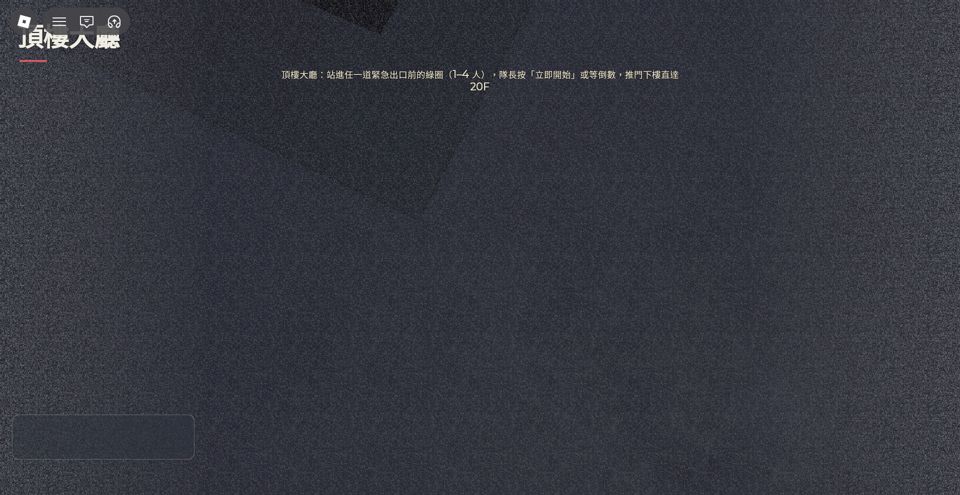 頂樓大廳
頂樓大廳：站進任一道緊急出口前的綠圈（1–4 人），隊長按「立即開始」或等倒數，推門下樓直達
20F